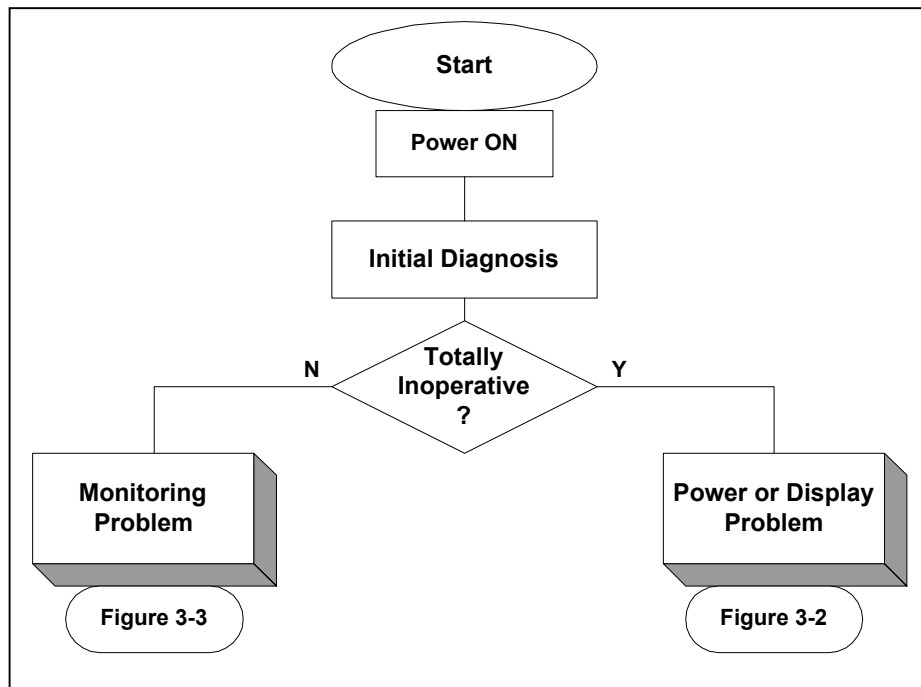 Start
Power ON
Initial Diagnosis
Totally
Inoperative
?
N
Y
Monitoring
Problem
Power or Display
Problem
Figure 3-3
Figure 3-2